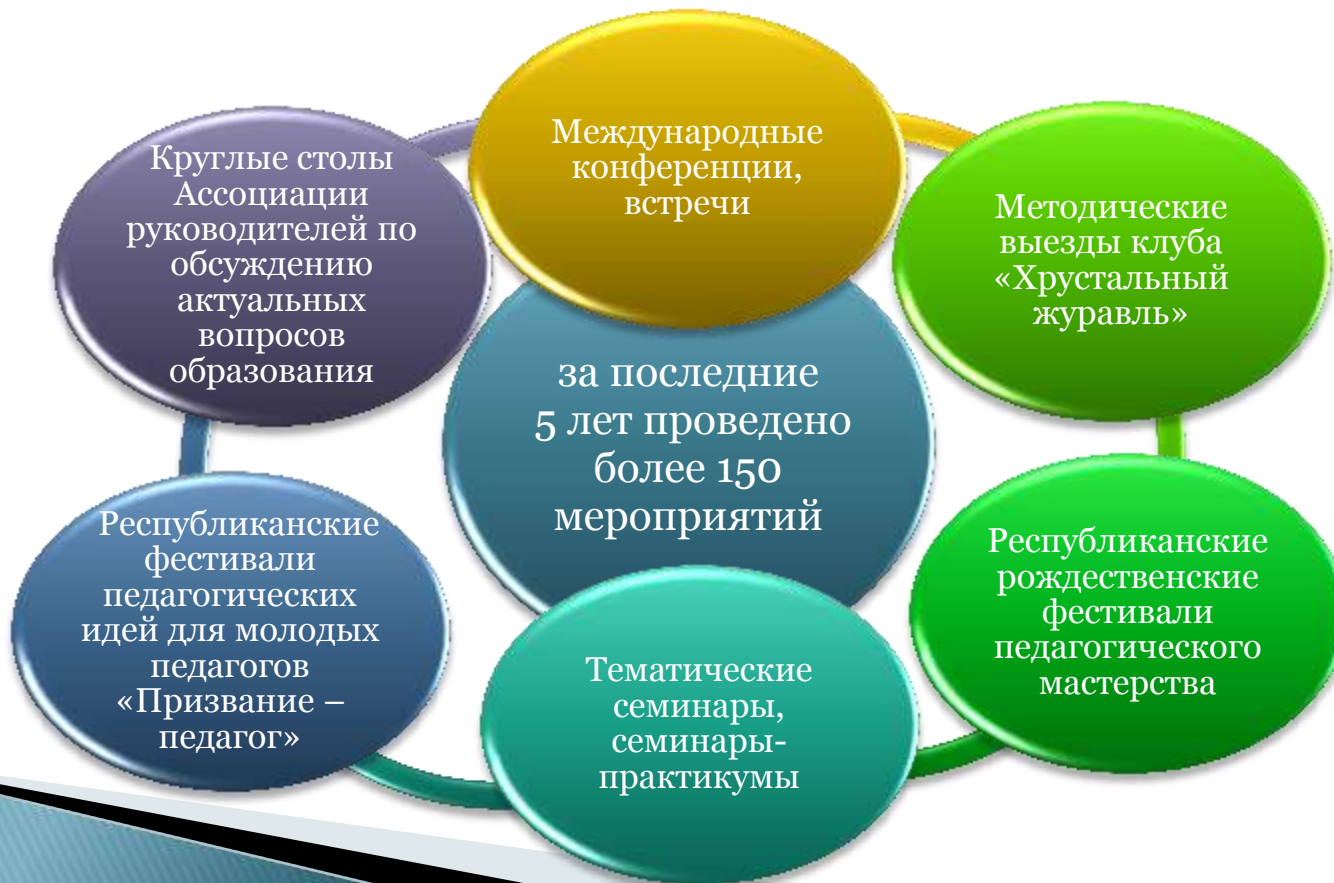 Международные
конференции,
встречи
Методические
выезды клуба
«Хрустальный
журавль»
Республиканские
рождественские
фестивали
педагогического
мастерства
Тематические
семинары,
семинары-
практикумы
Республиканские
фестивали
педагогических
идей для молодых
педагогов
«Призвание –
педагог»
Круглые столы
Ассоциации
руководителей по
обсуждению
актуальных
вопросов
образования
за последние
5 лет проведено
более 150
мероприятий